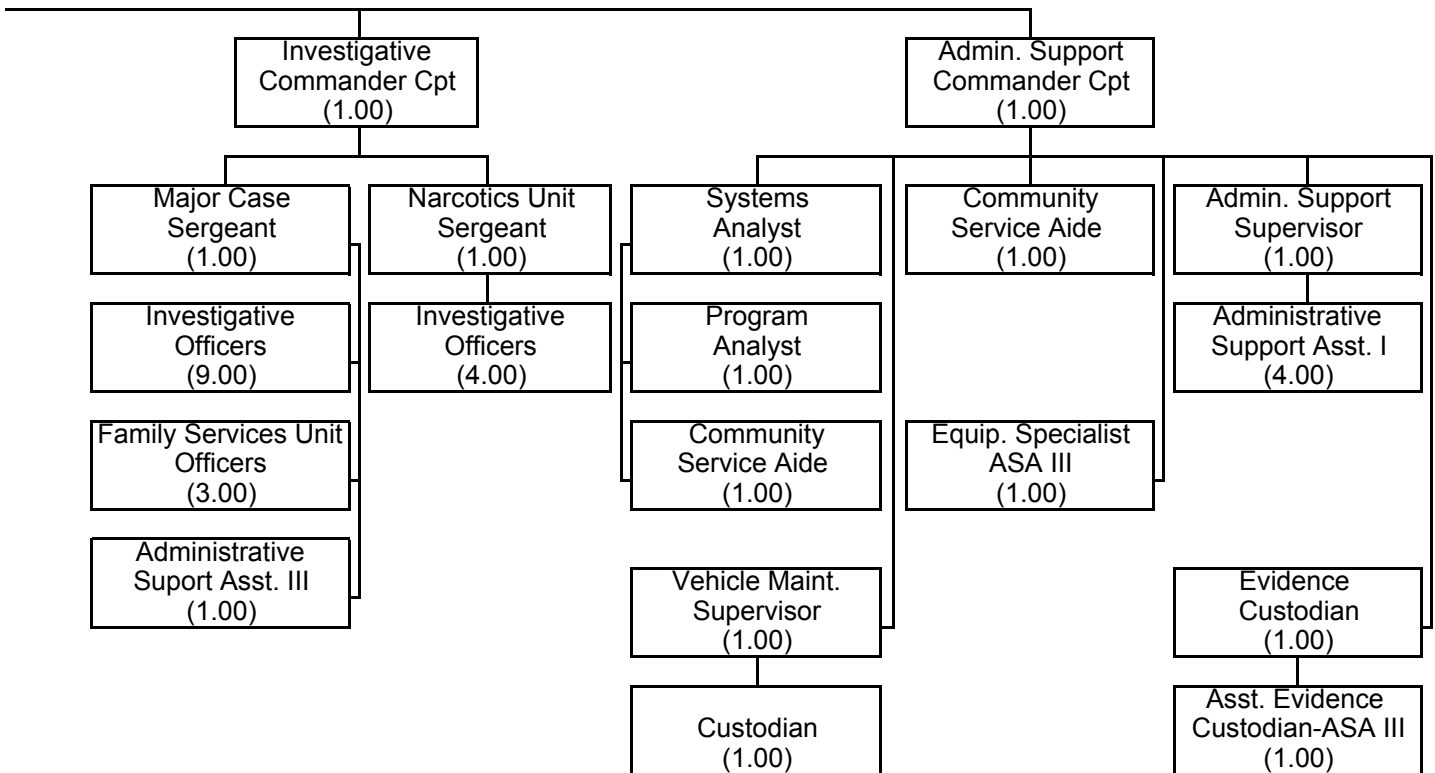 Investigative
Commander Cpt
(1.00)
Admin. Support
Commander Cpt
(1.00)
Major Case
Sergeant
(1.00)
Narcotics Unit
Sergeant
(1.00)
Systems
Analyst
(1.00)
Community
Service Aide
(1.00)
Admin. Support
Supervisor
(1.00)
Investigative
Officers
(9.00)
Investigative
Officers
(4.00)
Program
Analyst
(1.00)
Administrative
Support Asst. I
(4.00)
Family Services Unit
Officers
(3.00)
Community
Service Aide
(1.00)
Equip. Specialist
ASA III
(1.00)
Administrative
Suport Asst. III
(1.00)
Vehicle Maint.
Supervisor
(1.00)
Evidence
Custodian
(1.00)
Custodian
(1.00)
Asst. Evidence
Custodian-ASA III
(1.00)